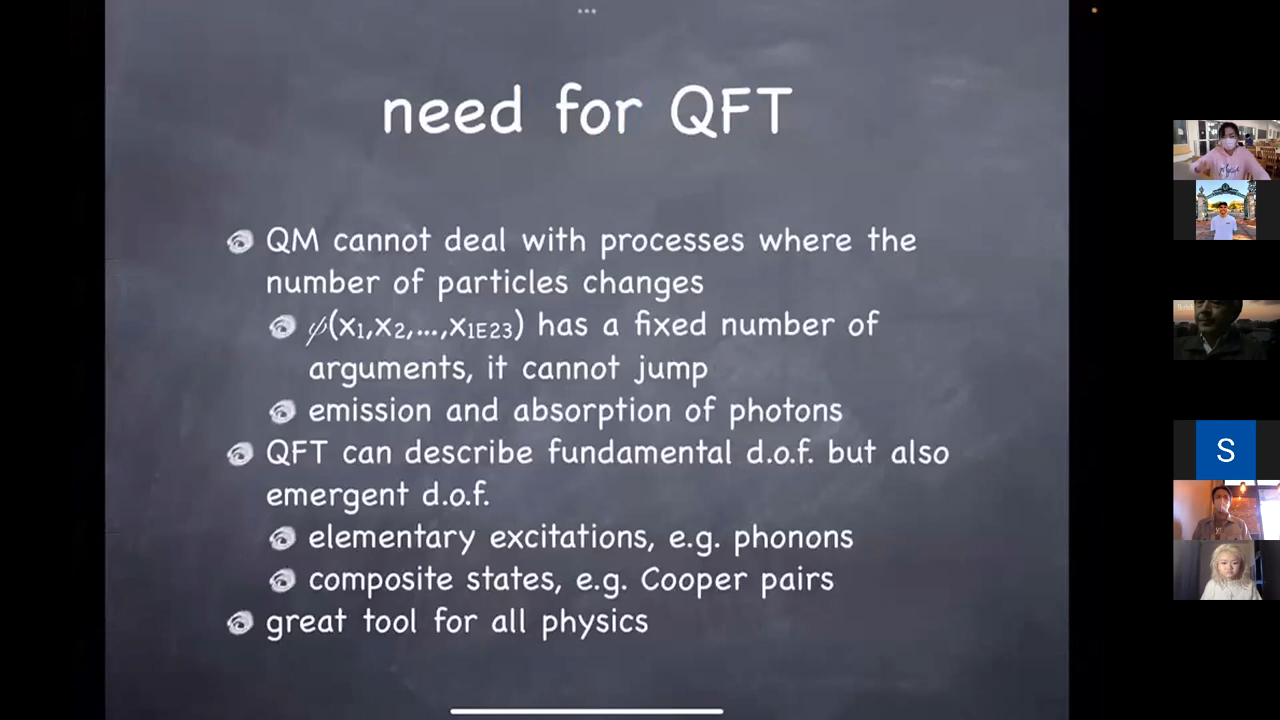 need for QFT
QM cannot deal with processes where the
number of particles changes
ψ(x₁,x₂,...,x₁E₂₃) has a fixed number of
arguments, it cannot jump
emission and absorption of photons
QFT can describe fundamental d.o.f. but also
emergent d.o.f.
elementary excitations, e.g. phonons
composite states, e.g. Cooper pairs
great tool for all physics
S